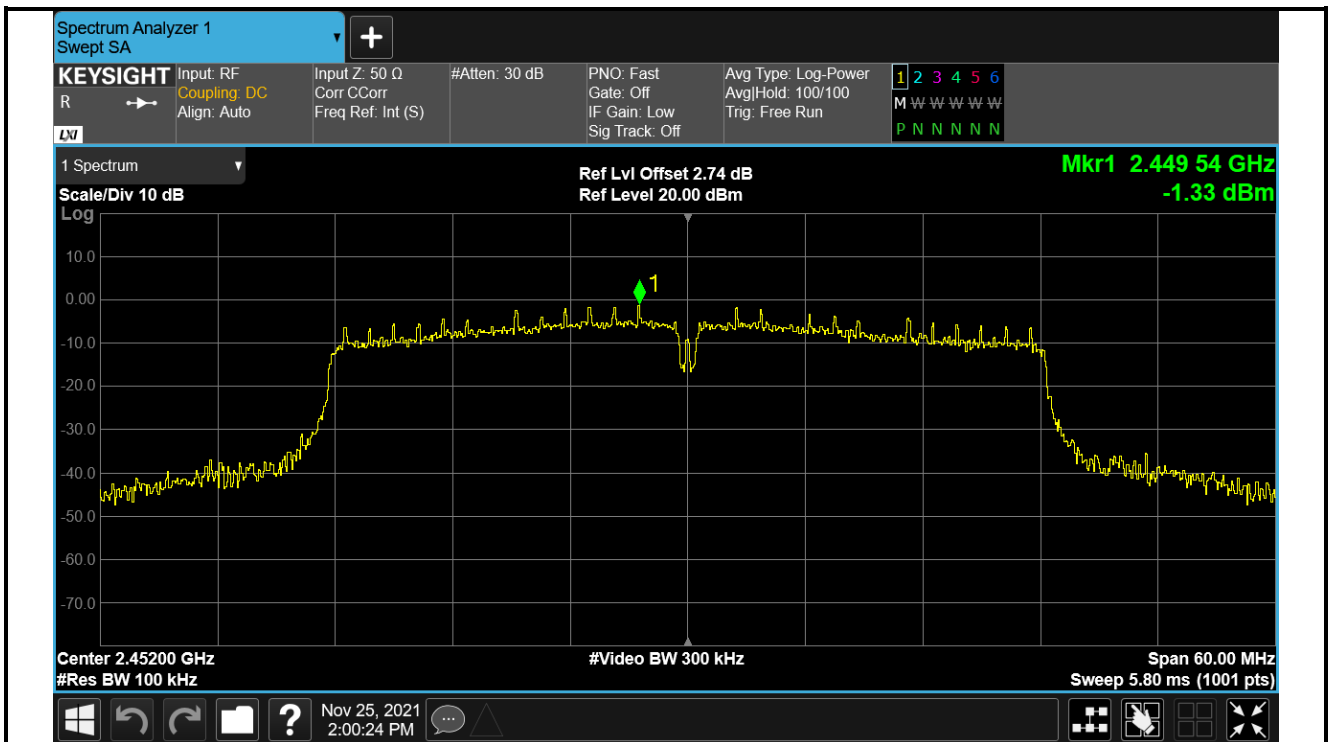 Spectrum Analyzer 1
Swept SA
KEYSIGHT
R
LXI
Input: RF
Coupling: DC
Align: Auto
Input Z: 50 Ω
Corr CCorr
Freq Ref: Int (S)
#Atten: 30 dB
PNO: Fast
Gate: Off
IF Gain: Low
Sig Track: Off
Avg Type: Log-Power
Avg|Hold: 100/100
Trig: Free Run
1 2 3 4 5 6
M W W W W W
P N N N N N
1 Spectrum
Scale/Div 10 dB
Ref Lvl Offset 2.74 dB
Ref Level 20.00 dBm
Mkr1 2.449 54 GHz
-1.33 dBm
Log
10.0
0.00
-10.0
-20.0
-30.0
-40.0
-50.0
-60.0
-70.0
1
Center 2.45200 GHz
#Res BW 100 kHz
#Video BW 300 kHz
Span 60.00 MHz
Sweep 5.80 ms (1001 pts)
?
Nov 25, 2021
2:00:24 PM